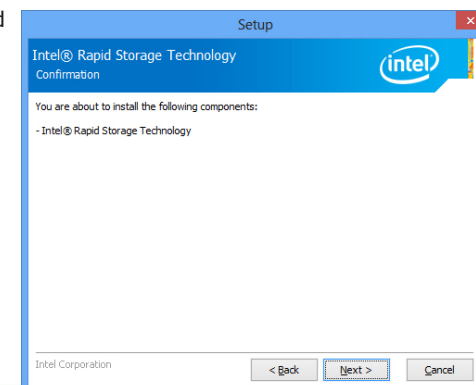 d
Setup
Intel® Rapid Storage Technology
Confirmation
intel
You are about to install the following components:
- Intel® Rapid Storage Technology
Intel Corporation
< Back
Next >
Cancel